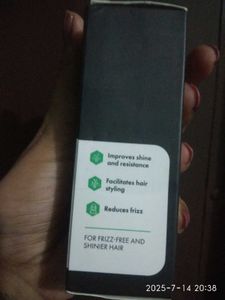 Improves shine
and resistance
Facilitates hair
styling
Reduces frizz
FOR FRIZZ-FREE AND
SHINIER HAIR
2025-7-14 20:38